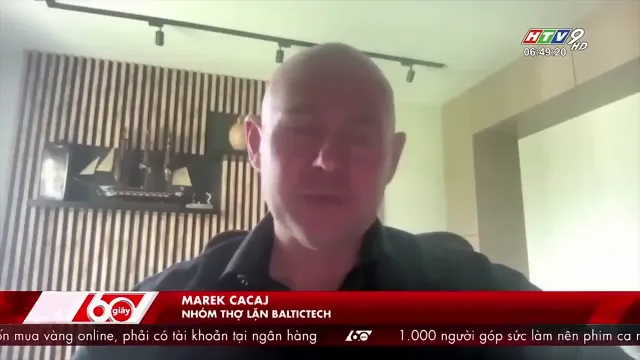 HTV9
HD
06:49:20
60
giây
MAREK CACAJ
NHÓM THỢ LẶN BALTICTECH
ốn mua vàng online, phải có tài khoản tại ngân hàng 60 1.000 người góp sức làm nên phim ca n